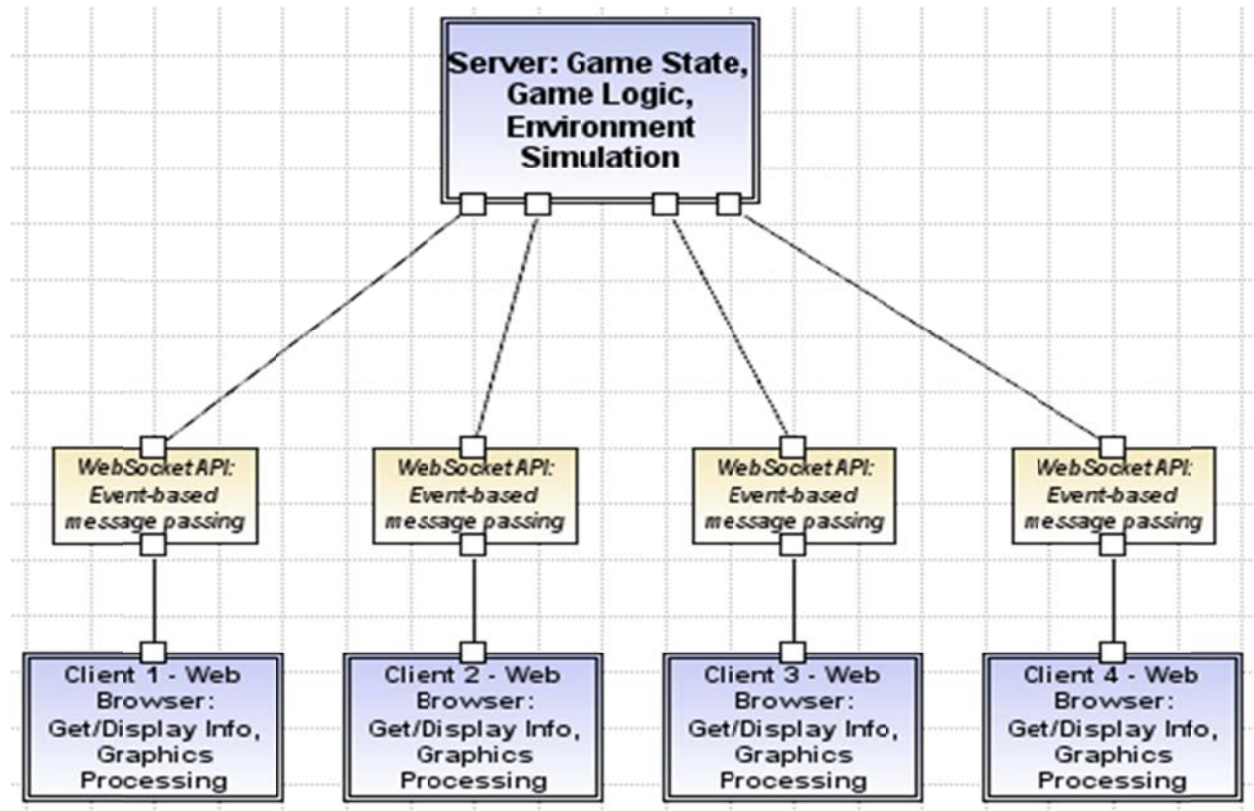 Server: Game State,
Game Logic,
Environment
Simulation
WebSocket API:
Event-based
message passing
WebSocket API:
Event-based
message passing
WebSocket API:
Event-based
message passing
WebSocket API:
Event-based
message passing
Client 1 - Web
Browser:
Get/Display Info,
Graphics
Processing
Client 2 - Web
Browser:
Get/Display Info,
Graphics
Processing
Client 3 - Web
Browser:
Get/Display Info,
Graphics
Processing
Client 4 - Web
Browser:
Get/Display Info,
Graphics
Processing